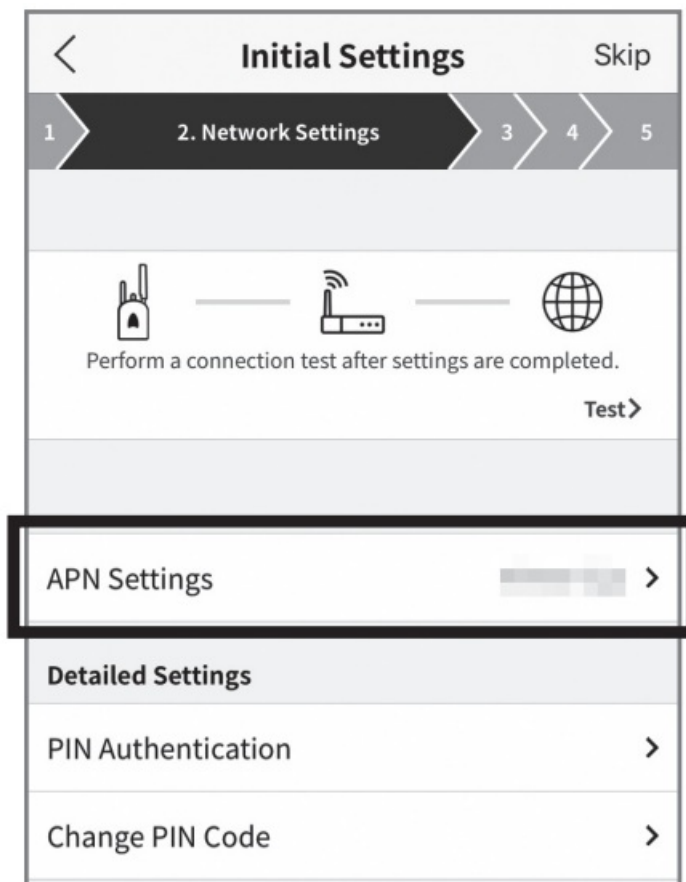 Initial Settings Skip
1 2. Network Settings 3 4 5
Perform a connection test after settings are completed.
Test
APN Settings
Detailed Settings
PIN Authentication
Change PIN Code